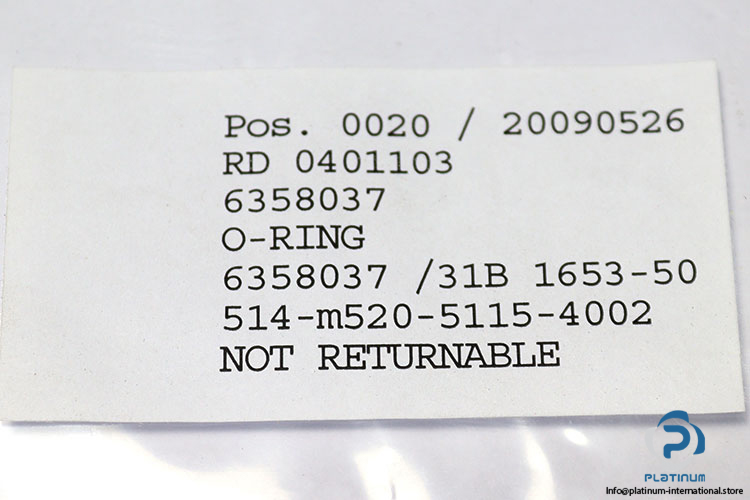 Pos. 0020 / 20090526
RD 0401103
6358037
O-RING
6358037 /31B 1653-50
514-m520-5115-4002
NOT RETURNABLE
PLATINUM
Info@platinum-international.store